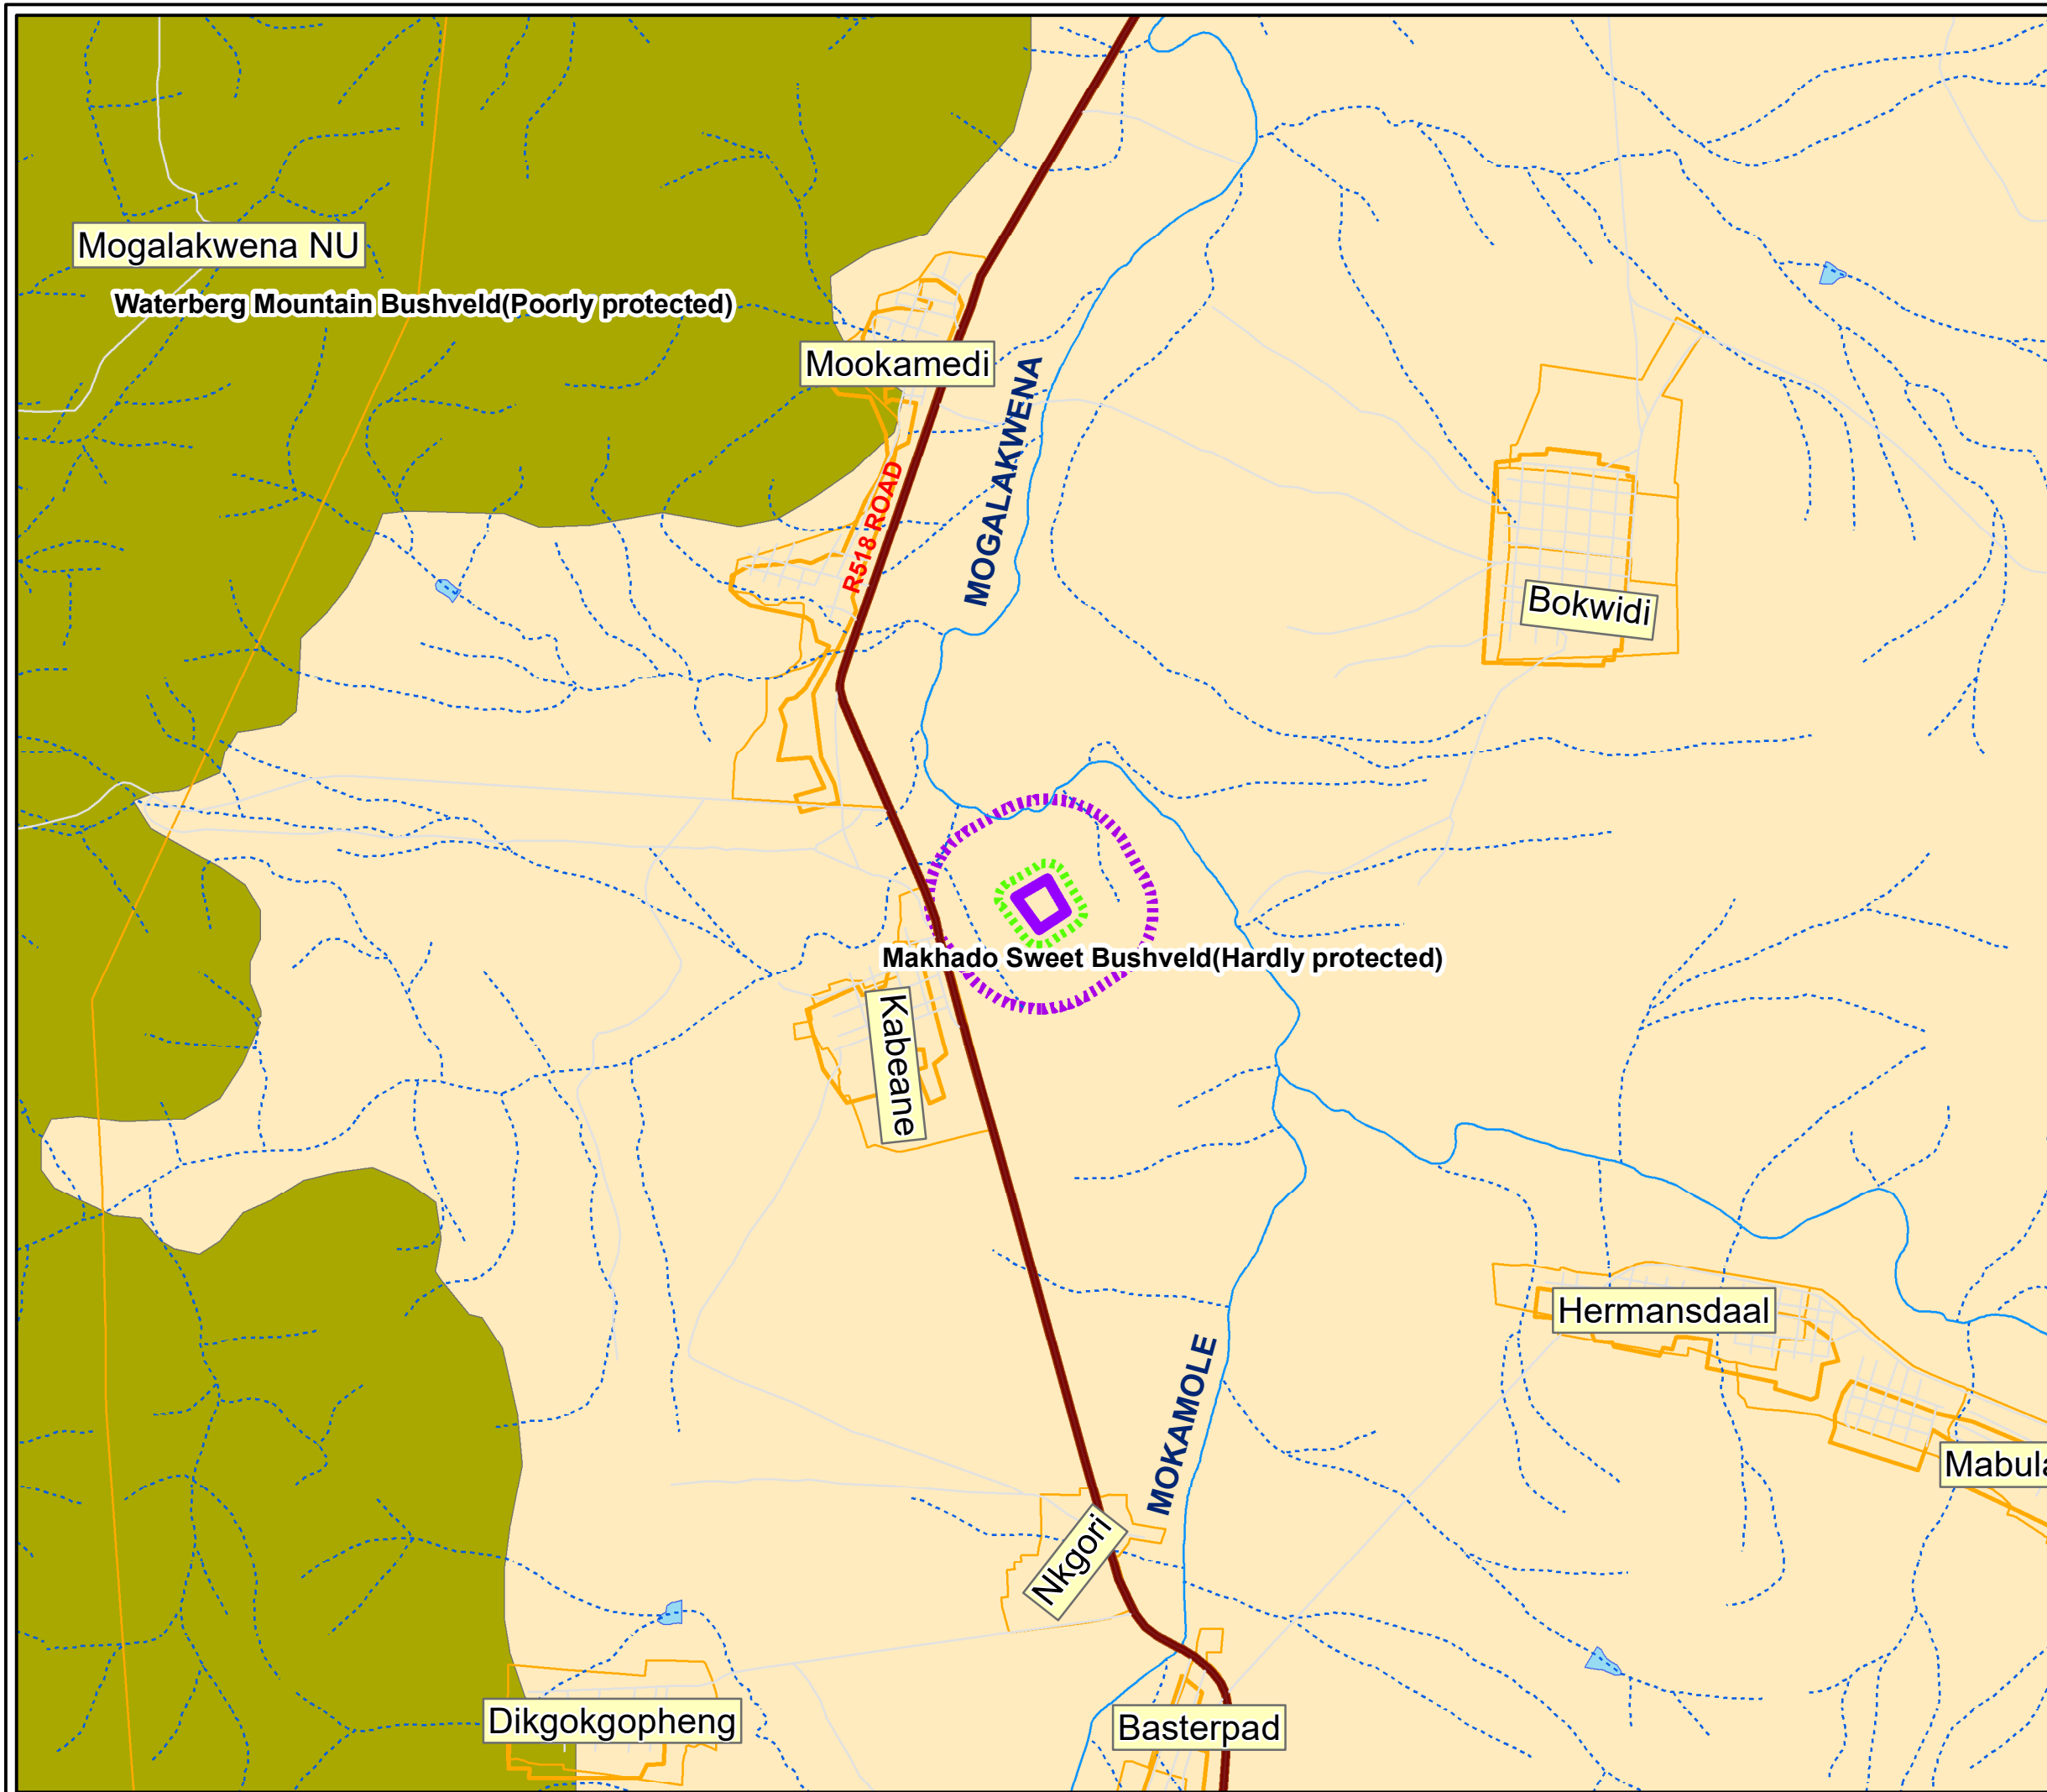 Mogalakwena NU
Waterberg Mountain Bushveld(Poorly protected)
Mookamedi
MOGALAKWENA
R518 ROAD
Bokwidi
Makhado Sweet Bushveld(Hardly protected)
Kabeane
Hermansdaal
MOKAMOLE
Mabula
Nkgori
Dikgokgopheng
Basterpad